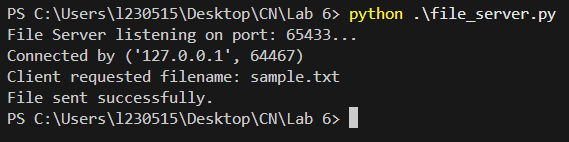 PS C:\Users\l230515\Desktop\CN\Lab 6> python .\file_server.py
File Server listening on port: 65433...
Connected by ('127.0.0.1', 64467)
Client requested filename: sample.txt
File sent successfully.
PS C:\Users\l230515\Desktop\CN\Lab 6>